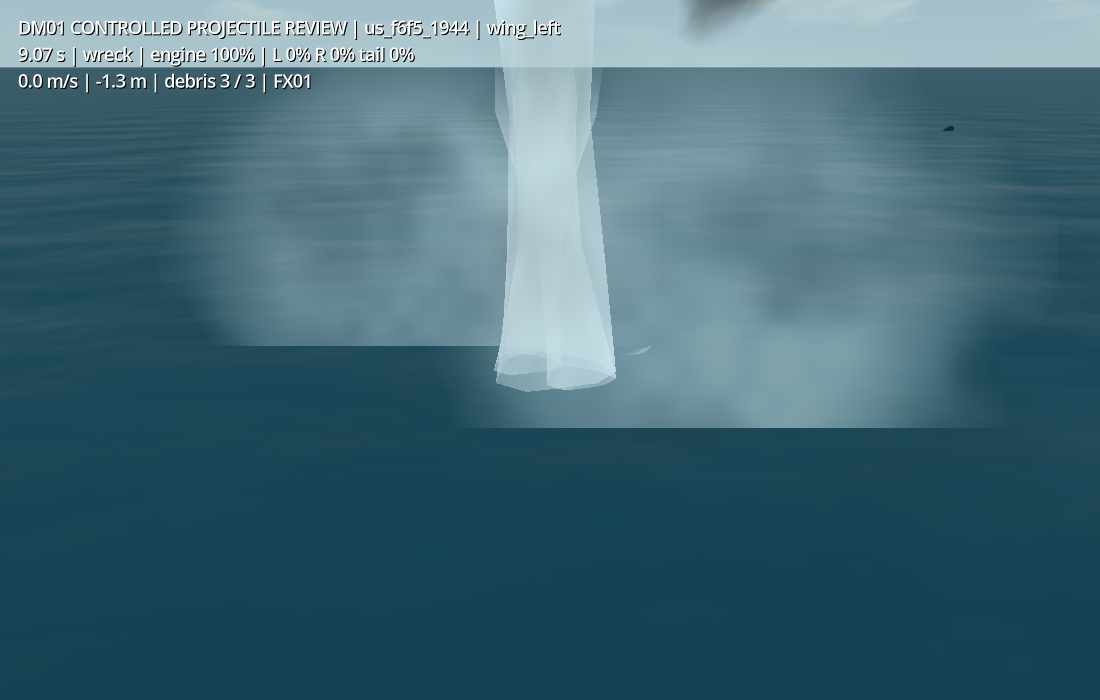 DM01 CONTROLLED PROJECTILE REVIEW | us_f6f5_1944 | wing_left
9.07 s | wreck | engine 100% | L 0% R 0% tail 0%
0.0 m/s | -1.3 m | debris 3 / 3 | FX01